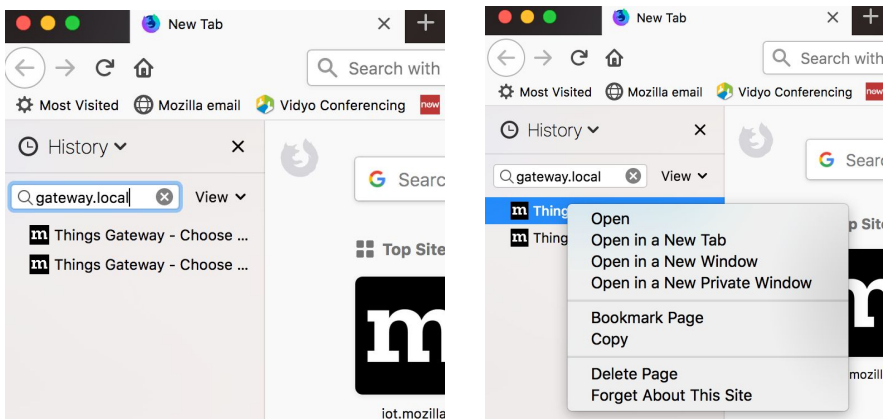 New Tab
Search with
Most Visited Mozilla email Vidyo Conferencing now
History
gateway.local View
G Searc
Things Gateway - Choose ...
Things Gateway - Choose ...
Top Site
m
iot.mozilla
New Tab
Search with
Most Visited Mozilla email Vidyo Conferencing now
History
gateway.local View
G Sear
m Thing
m Thing
p Site
Open
Open in a New Tab
Open in a New Window
Open in a New Private Window
Bookmark Page
Copy
Delete Page
Forget About This Site
mozill